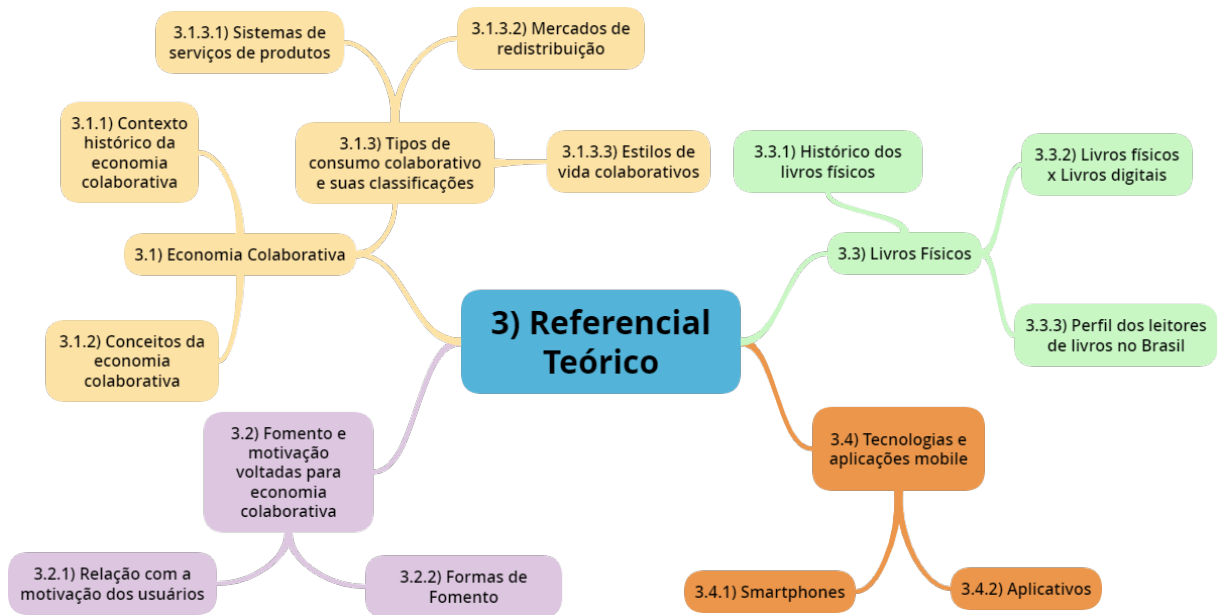 3) Referencial
Teórico
3.1) Economia Colaborativa
3.1.1) Contexto
histórico da
economia
colaborativa
3.1.2) Conceitos da
economia
colaborativa
3.1.3) Tipos de
consumo colaborativo
e suas classificações
3.1.3.1) Sistemas de
serviços de produtos
3.1.3.2) Mercados de
redistribuição
3.1.3.3) Estilos de
vida colaborativos
3.2) Fomento e
motivação
voltadas para
economia
colaborativa
3.2.1) Relação com a
motivação dos usuários
3.2.2) Formas de
Fomento
3.3) Livros Físicos
3.3.1) Histórico dos
livros físicos
3.3.2) Livros físicos
x Livros digitais
3.3.3) Perfil dos leitores
de livros no Brasil
3.4) Tecnologias e
aplicações mobile
3.4.1) Smartphones
3.4.2) Aplicativos